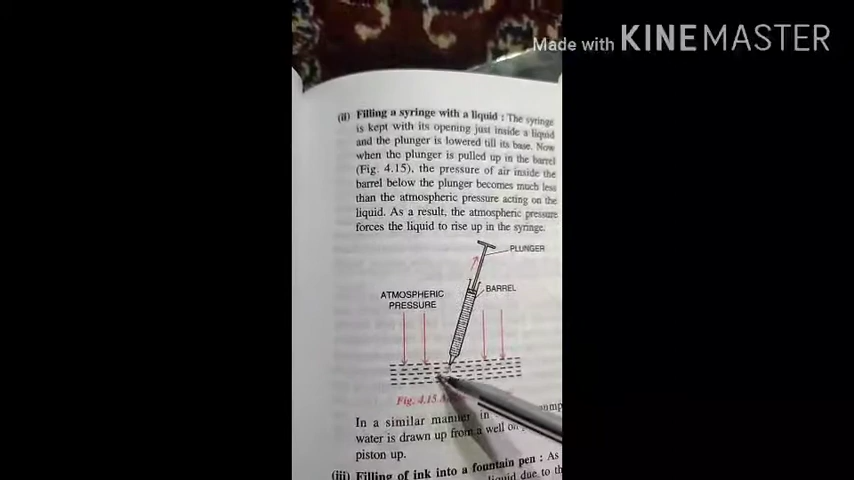 Made with KINEMASTER
(ii) Filling a syringe with a liquid : The syringe
is kept with its opening just inside a liquid
and the plunger is lowered till its base. Now
when the plunger is pulled up in the barrel
(Fig. 4.15), the pressure of air inside the
barrel below the plunger becomes much less
than the atmospheric pressure acting on the
liquid. As a result, the atmospheric pressure
forces the liquid to rise up in the syringe.
PLUNGER
BARREL
ATMOSPHERIC
PRESSURE
Fig. 4.15
In a similar manner in
water is drawn up from a well on
piston up.
(iii) Filling of ink into a fountain pen : As
liquid due to